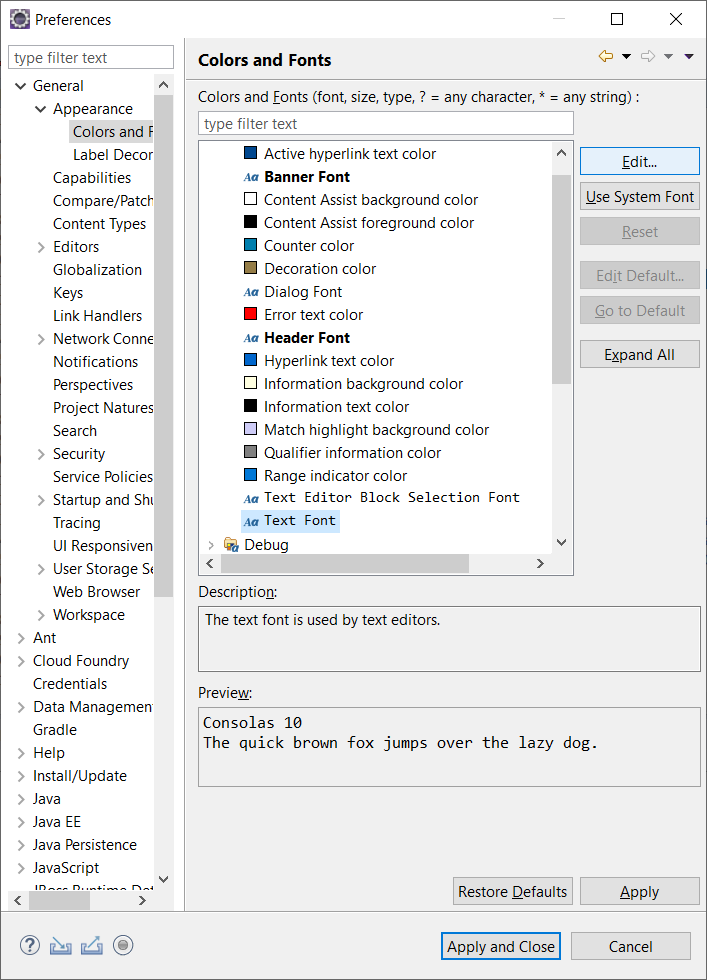 Preferences
type filter text
General
Appearance
Colors and F
Label Decor
Capabilities
Compare/Patch
Content Types
Editors
Globalization
Keys
Link Handlers
Network Conne
Notifications
Perspectives
Project Natures
Search
Security
Service Policies
Startup and Shu
Tracing
UI Responsiven
User Storage Se
Web Browser
Workspace
Ant
Cloud Foundry
Credentials
Data Managemen
Gradle
Help
Install/Update
Java
Java EE
Java Persistence
JavaScript
JBoss Runtime Det
Colors and Fonts
Colors and Fonts (font, size, type, ? = any character, * = any string) :
type filter text
Active hyperlink text color
Aa Banner Font
Content Assist background color
Content Assist foreground color
Counter color
Decoration color
Aa Dialog Font
Error text color
Aa Header Font
Hyperlink text color
Information background color
Information text color
Match highlight background color
Qualifier information color
Range indicator color
Aa Text Editor Block Selection Font
Aa Text Font
Debug
Edit...
Use System Font
Reset
Edit Default...
Go to Default
Expand All
Description:
The text font is used by text editors.
Preview:
Consolas 10
The quick brown fox jumps over the lazy dog.
Restore Defaults
Apply
?
Apply and Close
Cancel